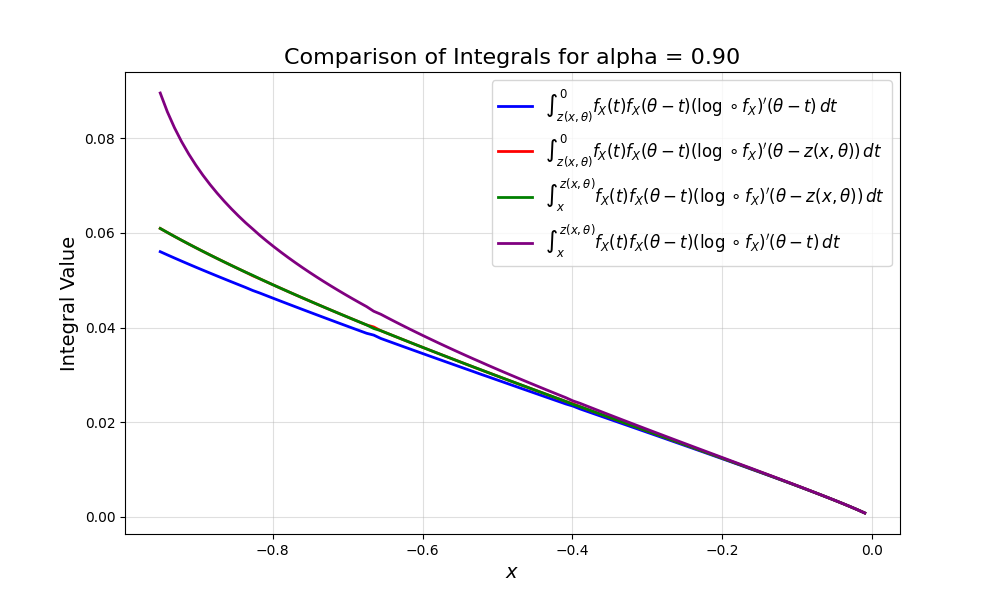 Comparison of Integrals for alpha = 0.90
∫_{z(x, θ)}^{0} f_X(t)f_X(θ − t)(log ∘ f_X)′(θ − t) dt
∫_{z(x, θ)}^{0} f_X(t)f_X(θ − t)(log ∘ f_X)′(θ − z(x, θ)) dt
∫_{x}^{z(x, θ)} f_X(t)f_X(θ − t)(log ∘ f_X)′(θ − z(x, θ)) dt
∫_{x}^{z(x, θ)} f_X(t)f_X(θ − t)(log ∘ f_X)′(θ − t) dt
Integral Value
0.08
0.06
0.04
0.02
0.00
−0.8 −0.6 −0.4 −0.2 0.0
x